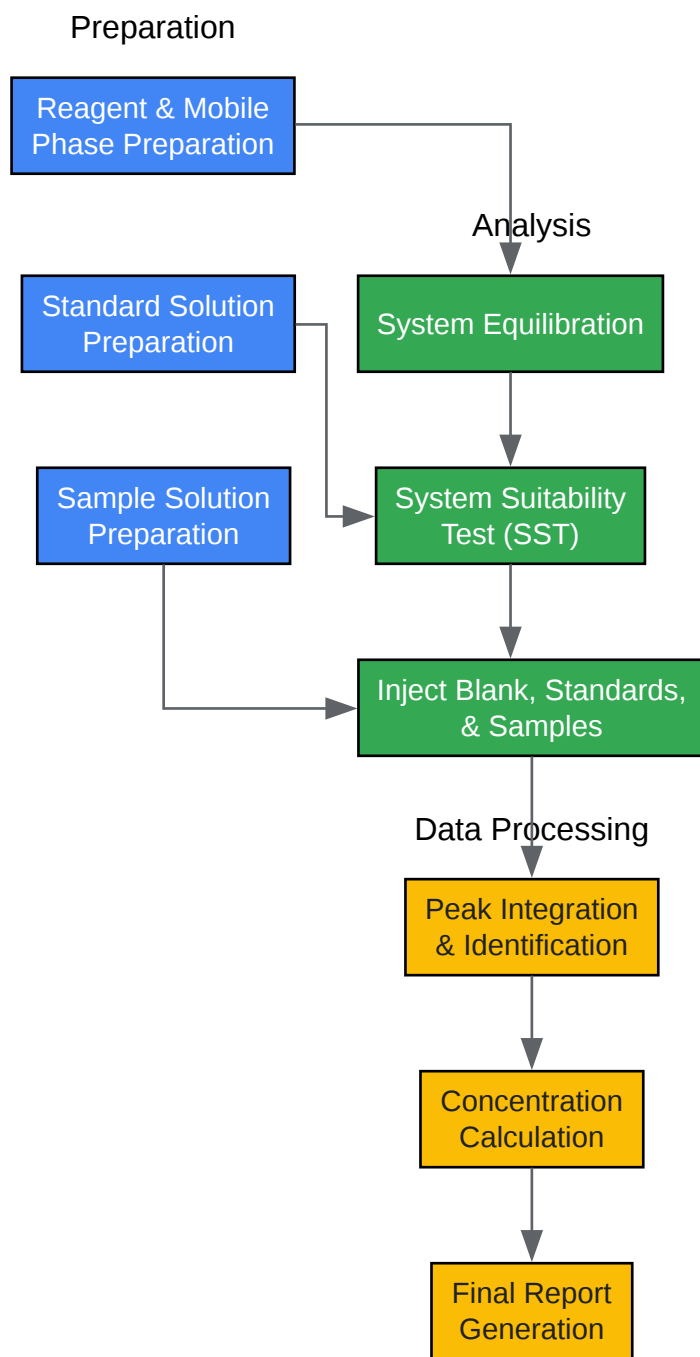 Preparation
Reagent & Mobile
Phase Preparation
Analysis
Standard Solution
Preparation
System Equilibration
Sample Solution
Preparation
System Suitability
Test (SST)
Inject Blank, Standards,
& Samples
Data Processing
Peak Integration
& Identification
Concentration
Calculation
Final Report
Generation